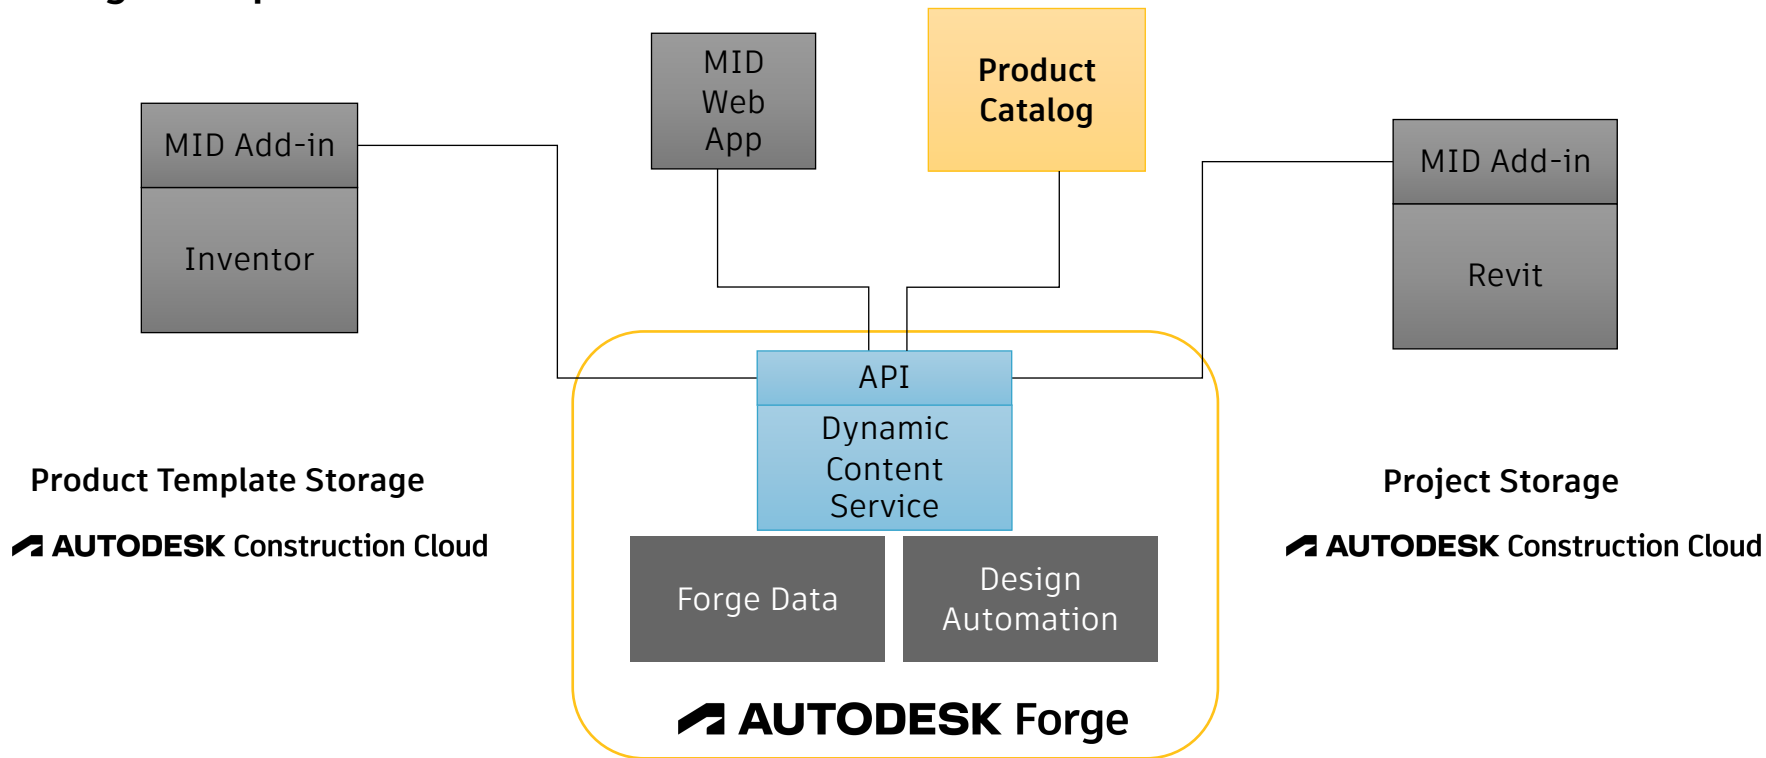 MID
Web
App
Product
Catalog
MID Add-in
Inventor
MID Add-in
Revit
API
Dynamic
Content
Service
Product Template Storage
AUTODESK Construction Cloud
Project Storage
AUTODESK Construction Cloud
Forge Data
Design
Automation
AUTODESK Forge